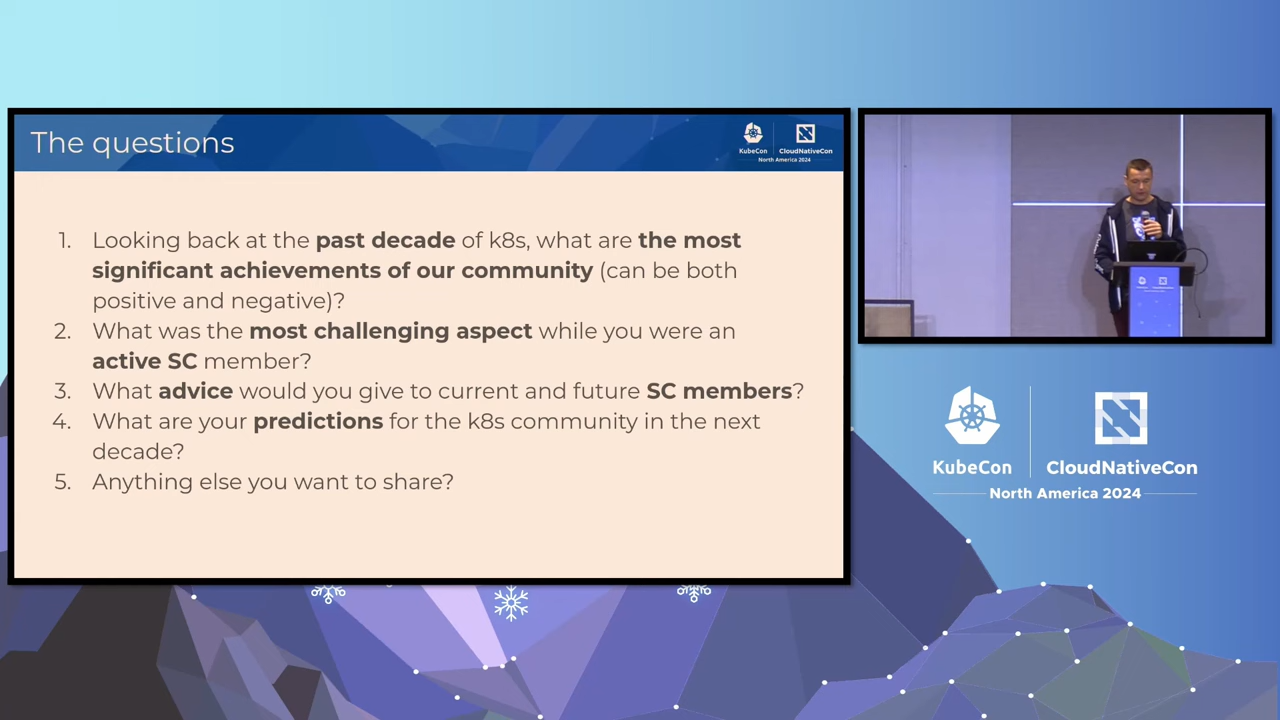 The questions
KubeCon
CloudNativeCon
North America 2024
1. Looking back at the past decade of k8s, what are the most
significant achievements of our community (can be both
positive and negative)?
2. What was the most challenging aspect while you were an
active SC member?
3. What advice would you give to current and future SC members?
4. What are your predictions for the k8s community in the next
decade?
5. Anything else you want to share?
KubeCon
CloudNativeCon
North America 2024